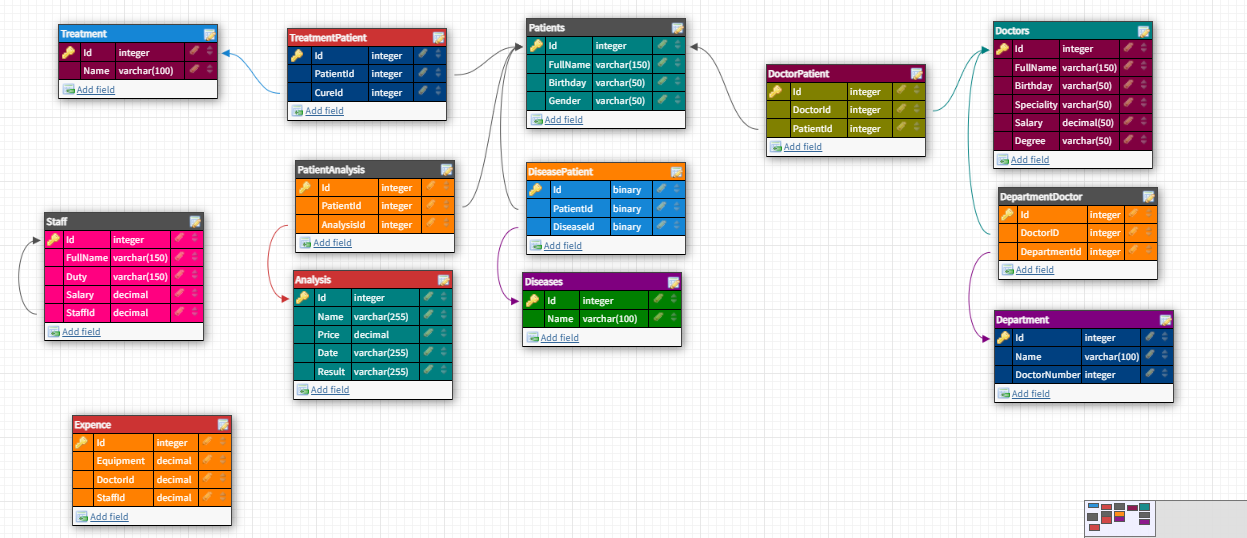 Treatment
Id integer
Name varchar(100)
Add field
TreatmentPatient
Id integer
PatientId integer
CureId integer
Add field
Patients
Id integer
FullName varchar(150)
Birthday varchar(50)
Gender varchar(50)
Add field
DoctorPatient
Id integer
DoctorId integer
PatientId integer
Add field
Doctors
Id integer
FullName varchar(150)
Birthday varchar(50)
Speciality varchar(50)
Salary decimal(50)
Degree varchar(50)
Add field
PatientAnalysis
Id integer
PatientId integer
AnalysisId integer
Add field
DiseasePatient
Id binary
PatientId binary
DiseaseId binary
Add field
DepartmentDoctor
Id integer
DoctorID integer
DepartmentId integer
Add field
Staff
Id integer
FullName varchar(150)
Duty varchar(150)
Salary decimal
StaffId decimal
Add field
Analysis
Id integer
Name varchar(255)
Price decimal
Date varchar(255)
Result varchar(255)
Add field
Diseases
Id integer
Name varchar(100)
Add field
Department
Id integer
Name varchar(100)
DoctorNumber integer
Add field
Expence
Id integer
Equipment decimal
DoctorId decimal
StaffId decimal
Add field